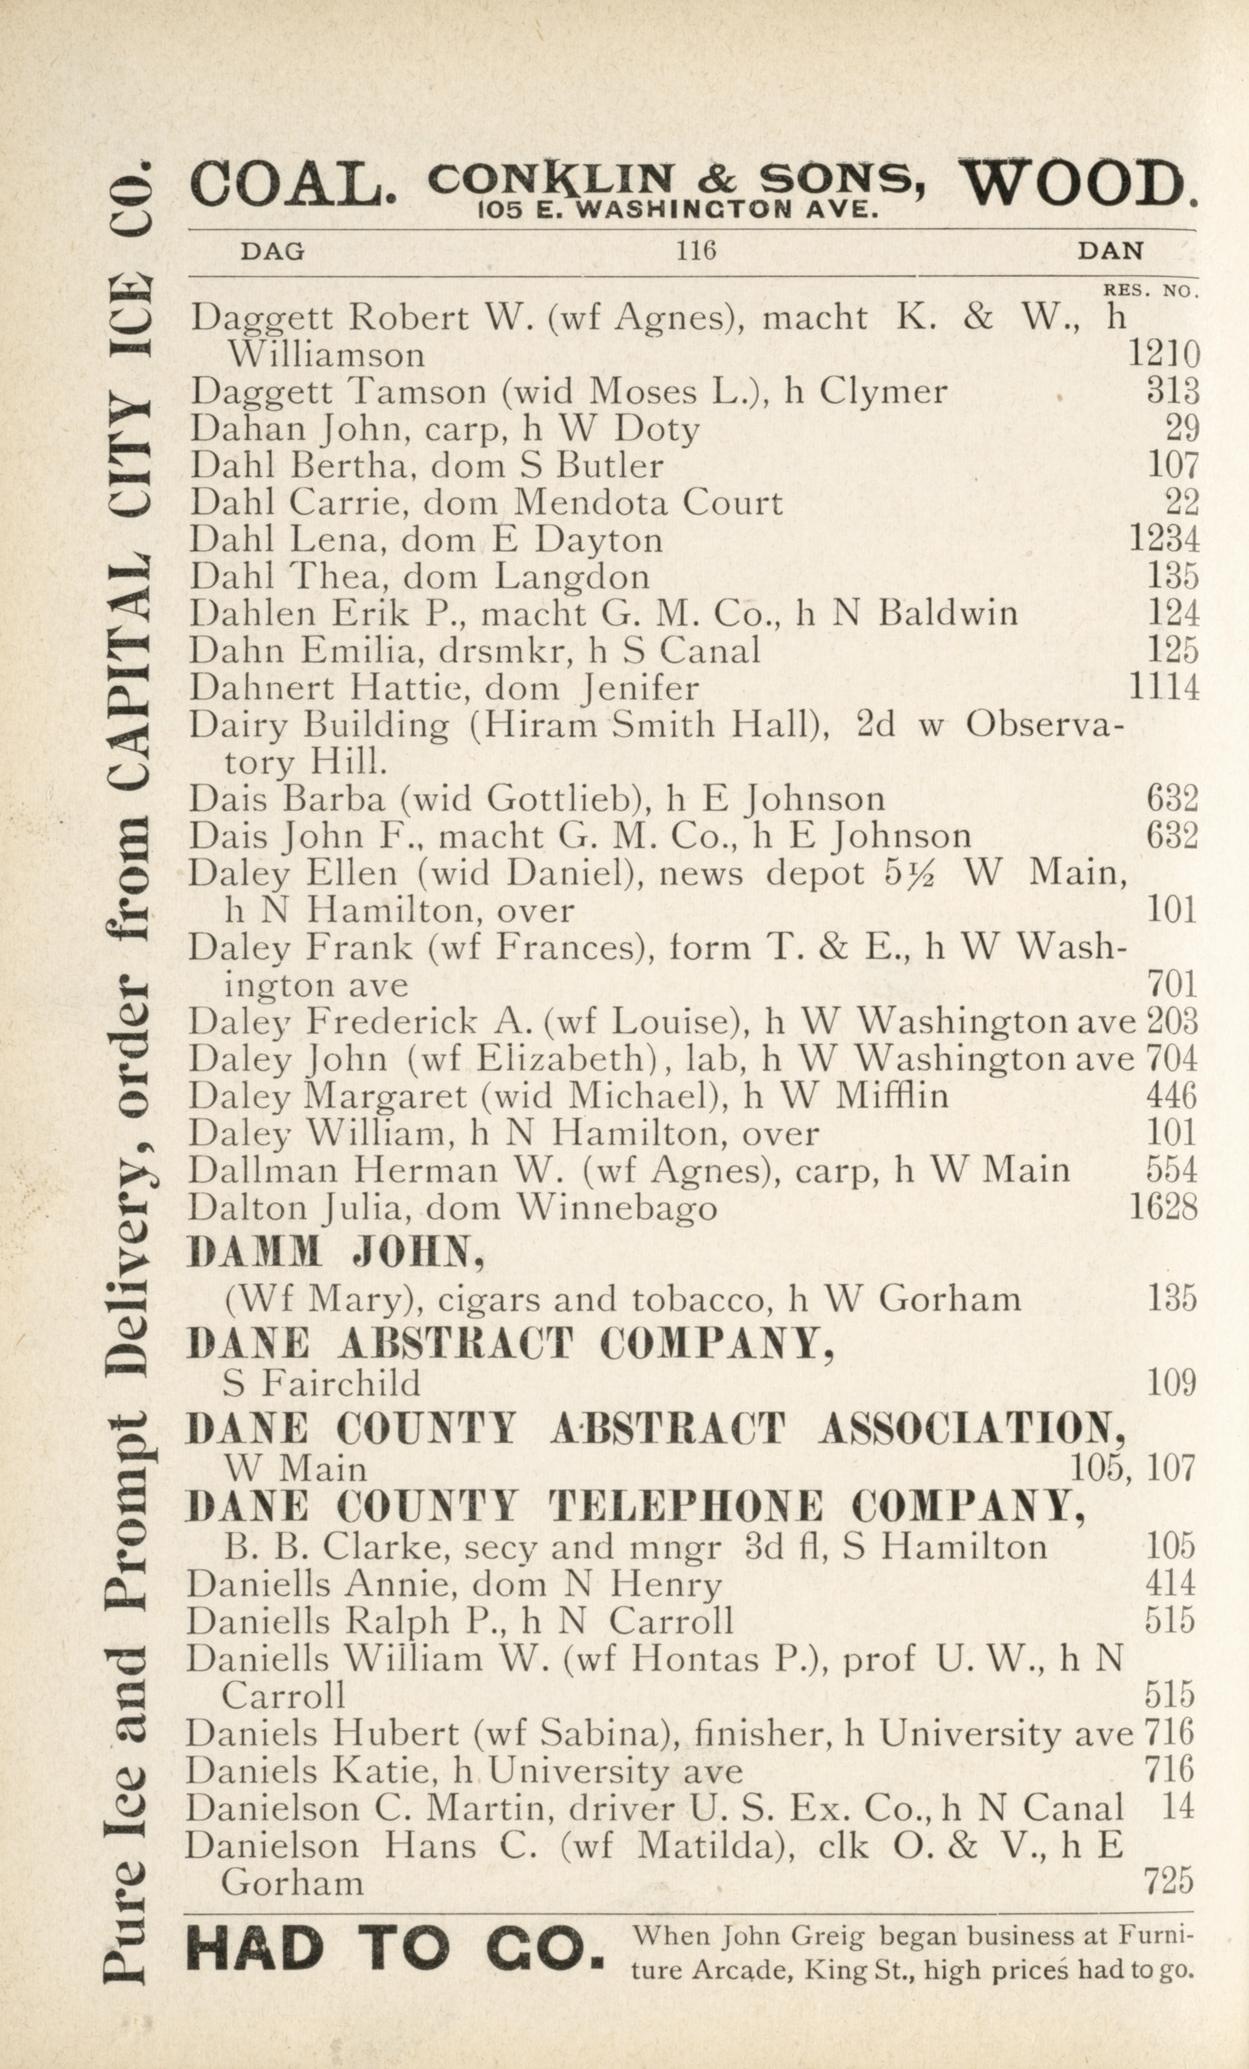 COAL. CONKLIN & SONS, WOOD.
105 E. WASHINGTON AVE.
DAG 116 DAN
RES. NO.
Daggett Robert W. (wf Agnes), macht K. & W., h
Williamson 1210
Daggett Tamson (wid Moses L.), h Clymer 313
Dahan John, carp, h W Doty 29
Dahl Bertha, dom S Butler 107
Dahl Carrie, dom Mendota Court 22
Dahl Lena, dom E Dayton 1234
Dahl Thea, dom Langdon 135
Dahlen Erik P., macht G. M. Co., h N Baldwin 124
Dahn Emilia, drsmkr, h S Canal 125
Dahnert Hattie, dom Jenifer 1114
Dairy Building (Hiram Smith Hall), 2d w Observa-
tory Hill.
Dais Barba (wid Gottlieb), h E Johnson 632
Dais John F., macht G. M. Co., h E Johnson 632
Daley Ellen (wid Daniel), news depot 5½ W Main,
h N Hamilton, over 101
Daley Frank (wf Frances), form T. & E., h W Wash-
ington ave 701
Daley Frederick A. (wf Louise), h W Washington ave 203
Daley John (wf Elizabeth), lab, h W Washington ave 704
Daley Margaret (wid Michael), h W Mifflin 446
Daley William, h N Hamilton, over 101
Dallman Herman W. (wf Agnes), carp, h W Main 554
Dalton Julia, dom Winnebago 1628
DAMM JOHN,
(Wf Mary), cigars and tobacco, h W Gorham 135
DANE ABSTRACT COMPANY,
S Fairchild 109
DANE COUNTY ABSTRACT ASSOCIATION,
W Main 105, 107
DANE COUNTY TELEPHONE COMPANY,
B. B. Clarke, secy and mngr 3d fl, S Hamilton 105
Daniells Annie, dom N Henry 414
Daniells Ralph P., h N Carroll 515
Daniells William W. (wf Hontas P.), prof U. W., h N
Carroll 515
Daniels Hubert (wf Sabina), finisher, h University ave 716
Daniels Katie, h University ave 716
Danielson C. Martin, driver U. S. Ex. Co., h N Canal 14
Danielson Hans C. (wf Matilda), clk O. & V., h E
Gorham 725
HAD TO GO. When John Greig began business at Furni-
ture Arcade, King St., high prices had to go.
Pure Ice and Prompt Delivery, order from CAPITAL CITY ICE CO.